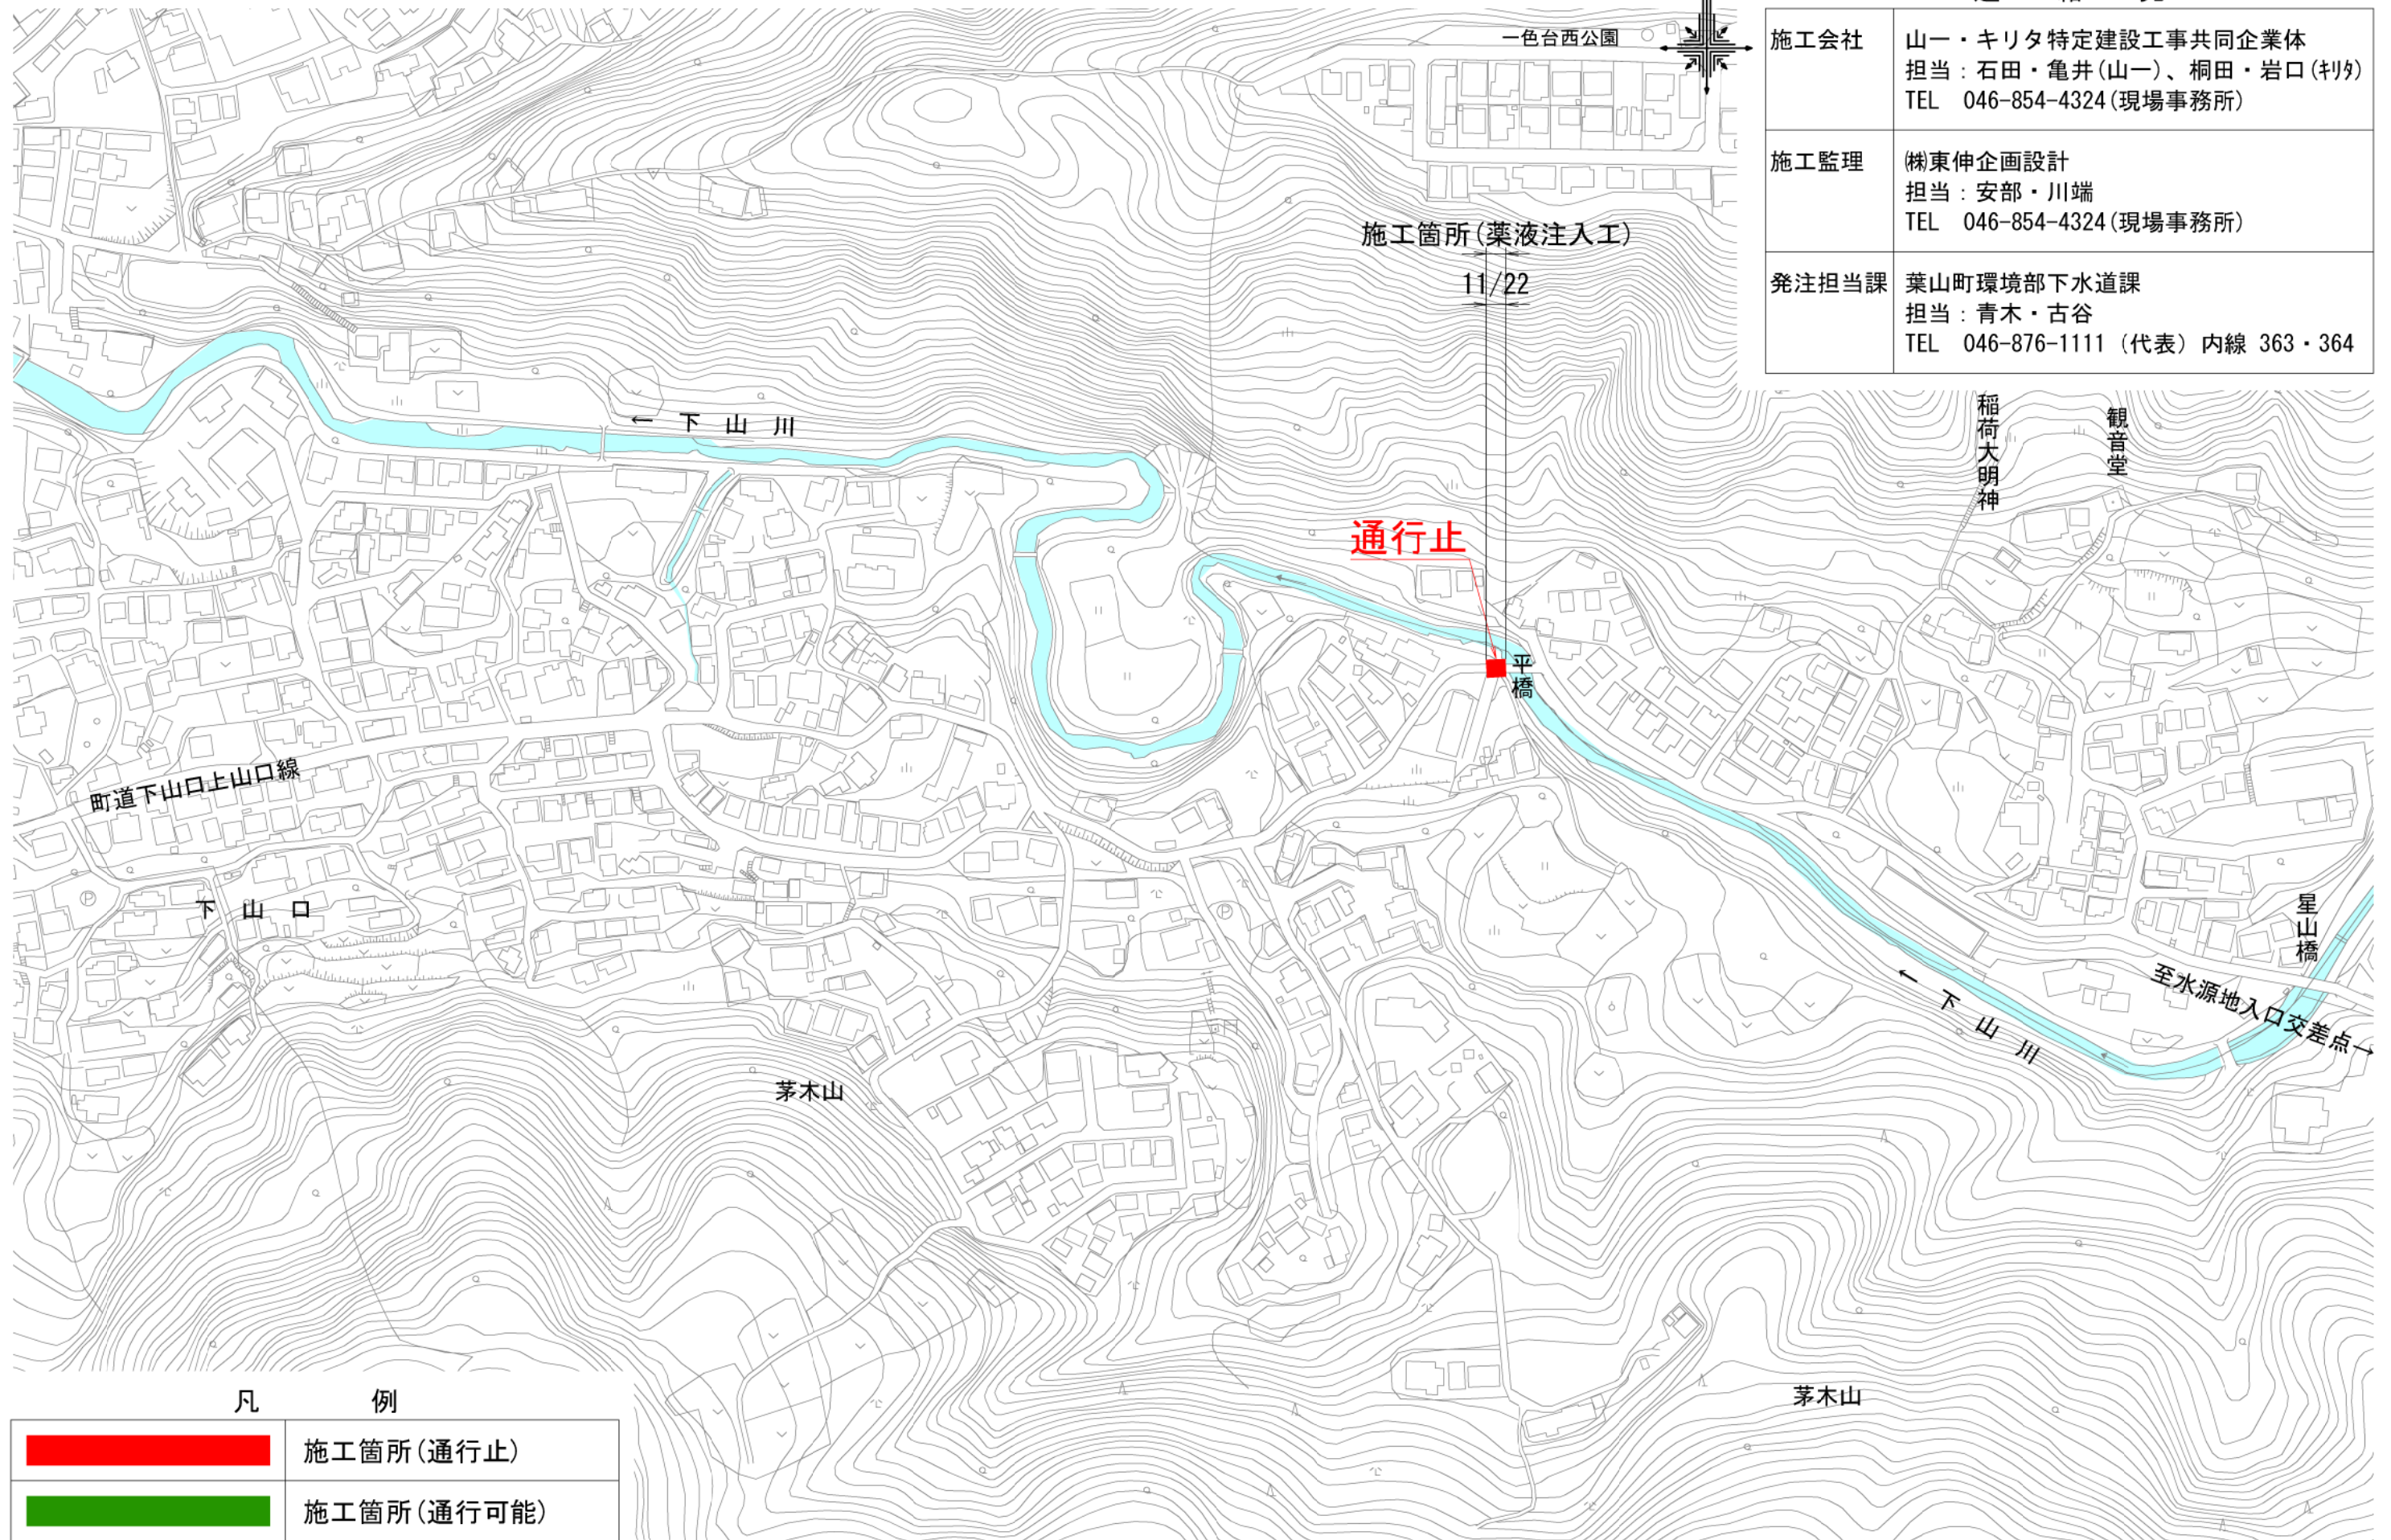 一色台西公園
施工会社
山一・キリタ特定建設工事共同企業体
担当：石田・亀井(山一)、桐田・岩口(ｷﾘﾀ)
TEL 046-854-4324(現場事務所)
施工監理
㈱東伸企画設計
担当：安部・川端
TEL 046-854-4324(現場事務所)
発注担当課
葉山町環境部下水道課
担当：青木・古谷
TEL 046-876-1111（代表）内線 363・364
施工箇所(薬液注入工)
11/22
← 下山川
稲荷大明神
観音堂
通行止
平橋
町道下山口上山口線
下山口
星山橋
至水源地入口交差点→
← 下山川
茅木山
茅木山
凡例
施工箇所(通行止)
施工箇所(通行可能)